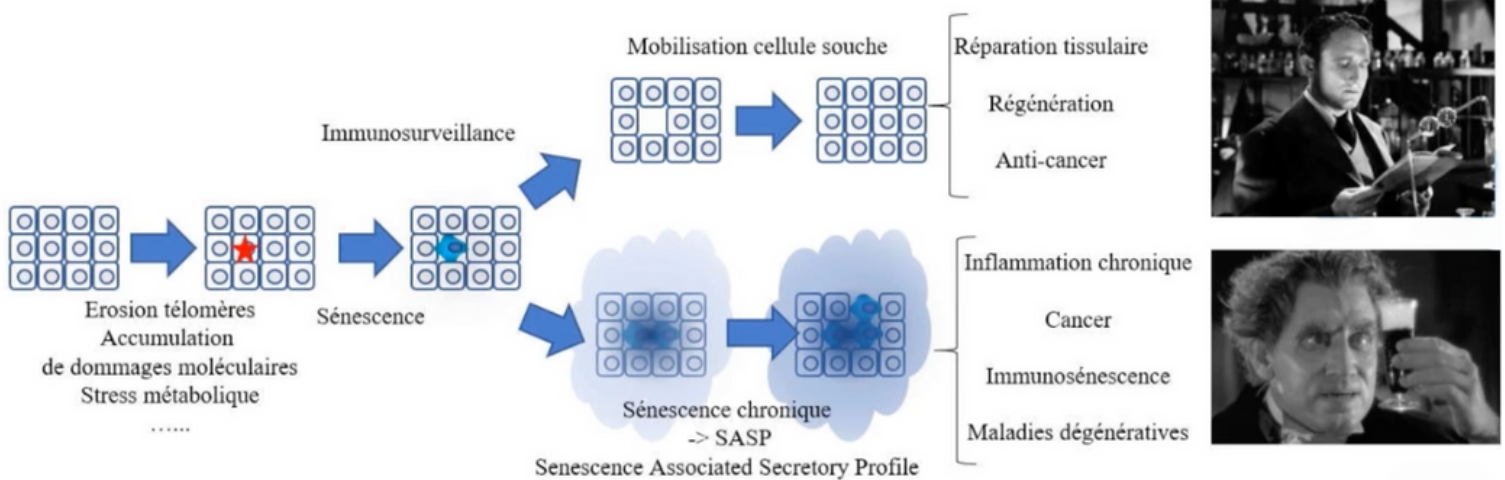 Mobilisation cellule souche
Réparation tissulaire
Régénération
Anti-cancer
Immunosurveillance
Erosion télomères
Accumulation
de dommages moléculaires
Stress métabolique
…...
Sénescence
Sénescence chronique
-> SASP
Senescence Associated Secretory Profile
Inflammation chronique
Cancer
Immunosénescence
Maladies dégénératives